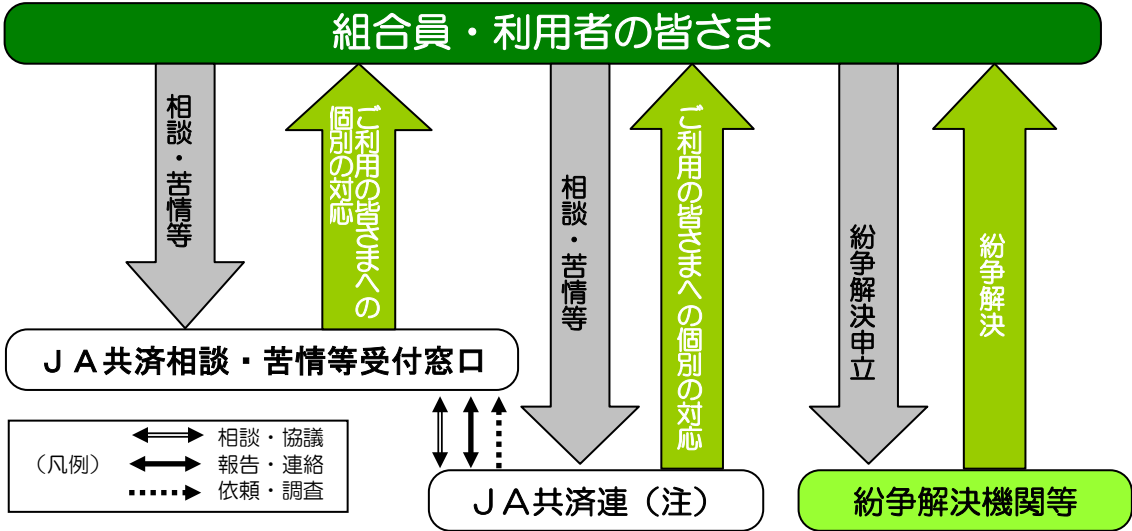 組合員・利用者の皆さま
相談・苦情等
ご利用の皆さまへの
個別の対応
相談・苦情等
ご利用の皆さまへの個別の対応
紛争解決申立
紛争解決
ＪＡ共済相談・苦情等受付窓口
（凡例）
相談・協議
報告・連絡
依頼・調査
ＪＡ共済連（注）
紛争解決機関等